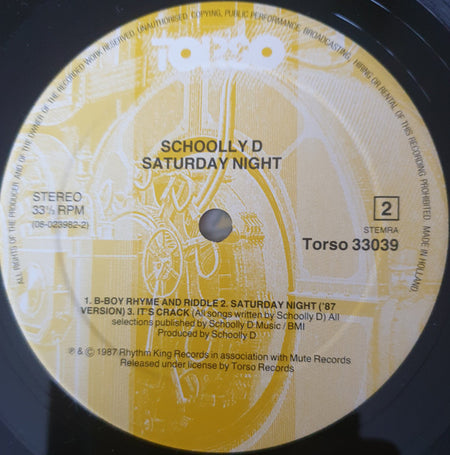 ALL RIGHTS OF THE PRODUCER AND OF THE OWNER OF THE RECORDED WORK RESERVED. UNAUTHORISED COPYING, PUBLIC PERFORMANCE, BROADCASTING, HIRING OR RENTAL OF THIS RECORDING PROHIBITED. MADE IN HOLLAND.
TORSO
SCHOOLLY D
SATURDAY NIGHT
STEREO
33⅓ RPM
(08-023982-2)
2
STEMRA
Torso 33039
1. B-BOY RHYME AND RIDDLE 2. SATURDAY NIGHT ('87
VERSION) 3. IT'S CRACK (All songs written by Schoolly D) All
selections published by Schoolly D Music / BMI
Produced by Schoolly D
℗ & © 1987 Rhythm King Records in association with Mute Records
Released under license by Torso Records